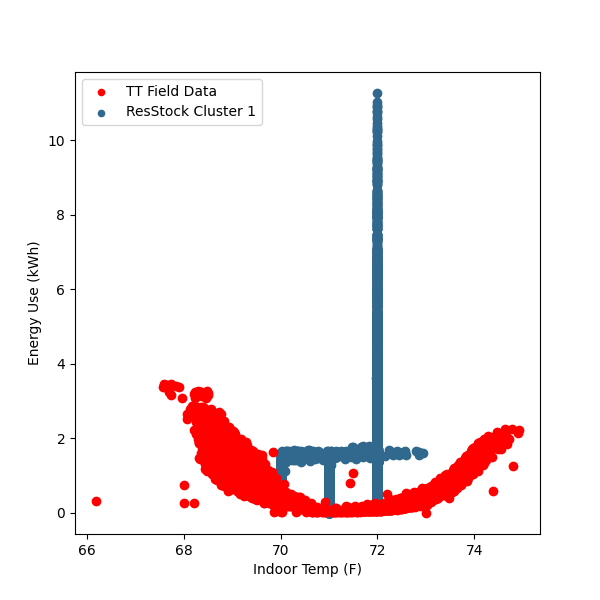 TT Field Data
ResStock Cluster 1
Energy Use (kWh)
10
8
6
4
2
0
66 68 70 72 74
Indoor Temp (F)